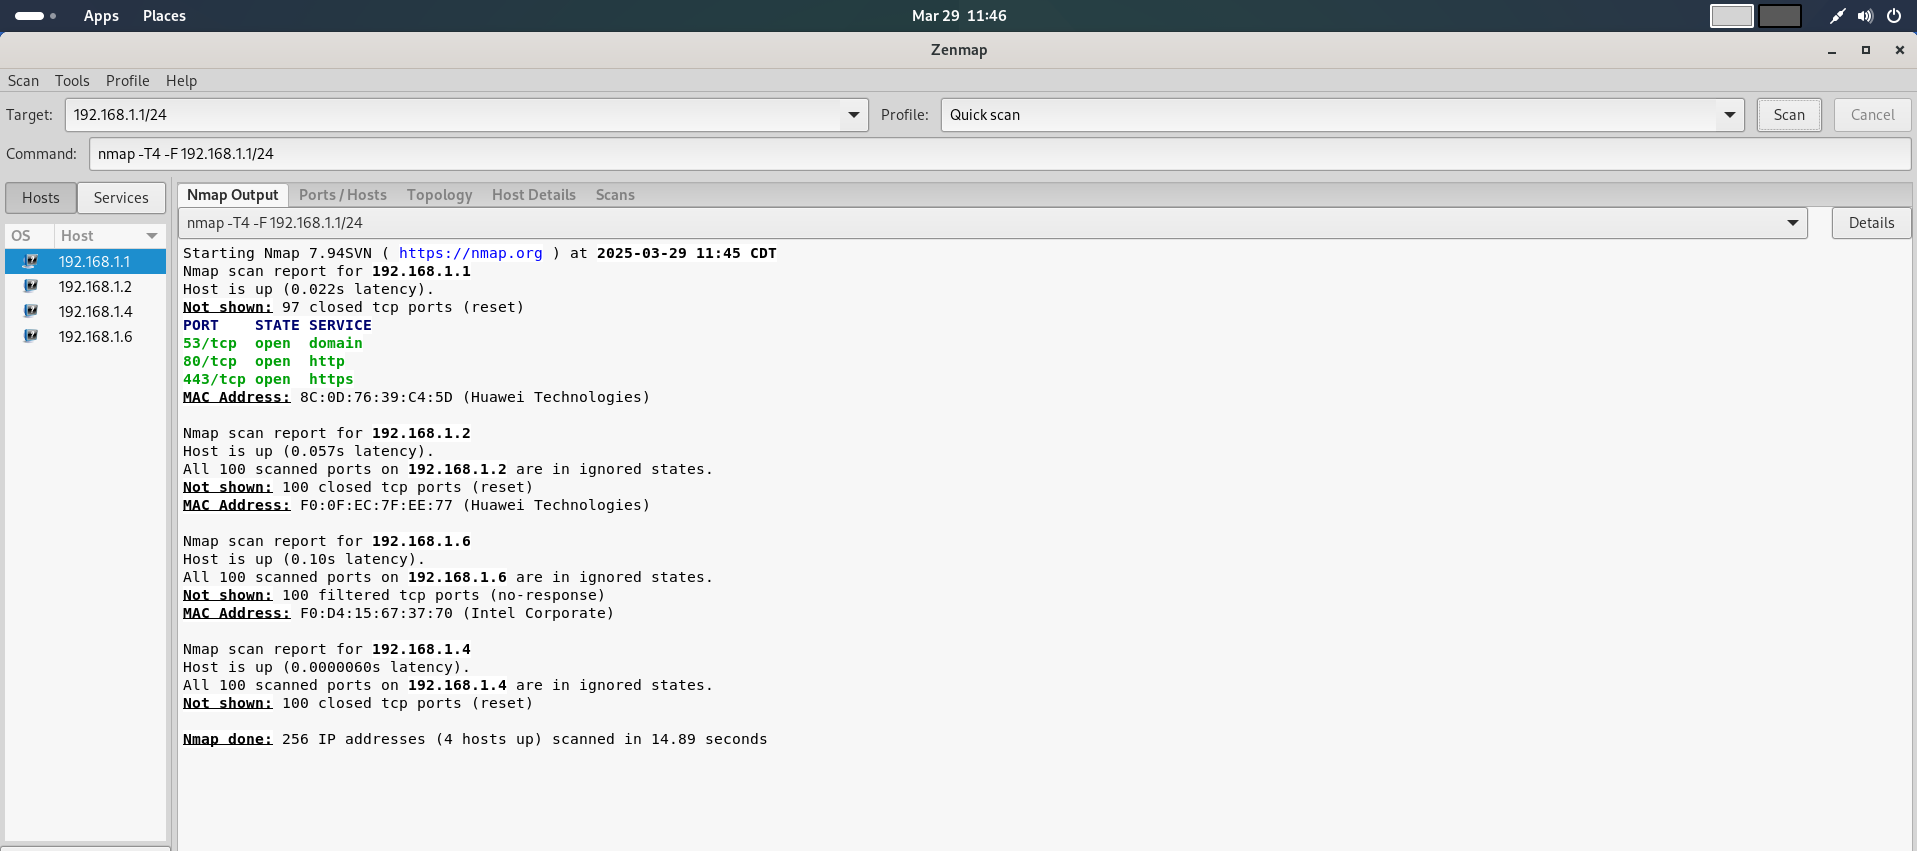 Apps Places Mar 29 11:46
Zenmap
Scan Tools Profile Help
Target: 192.168.1.1/24 Profile: Quick scan Scan Cancel
Command: nmap -T4 -F 192.168.1.1/24
Hosts Services
OS Host
192.168.1.1
192.168.1.2
192.168.1.4
192.168.1.6
Nmap Output Ports / Hosts Topology Host Details Scans
nmap -T4 -F 192.168.1.1/24 Details
Starting Nmap 7.94SVN ( https://nmap.org ) at 2025-03-29 11:45 CDT
Nmap scan report for 192.168.1.1
Host is up (0.022s latency).
Not shown: 97 closed tcp ports (reset)
PORT STATE SERVICE
53/tcp open domain
80/tcp open http
443/tcp open https
MAC Address: 8C:0D:76:39:C4:5D (Huawei Technologies)
Nmap scan report for 192.168.1.2
Host is up (0.057s latency).
All 100 scanned ports on 192.168.1.2 are in ignored states.
Not shown: 100 closed tcp ports (reset)
MAC Address: F0:0F:EC:7F:EE:77 (Huawei Technologies)
Nmap scan report for 192.168.1.6
Host is up (0.10s latency).
All 100 scanned ports on 192.168.1.6 are in ignored states.
Not shown: 100 filtered tcp ports (no-response)
MAC Address: F0:D4:15:67:37:70 (Intel Corporate)
Nmap scan report for 192.168.1.4
Host is up (0.0000060s latency).
All 100 scanned ports on 192.168.1.4 are in ignored states.
Not shown: 100 closed tcp ports (reset)
Nmap done: 256 IP addresses (4 hosts up) scanned in 14.89 seconds